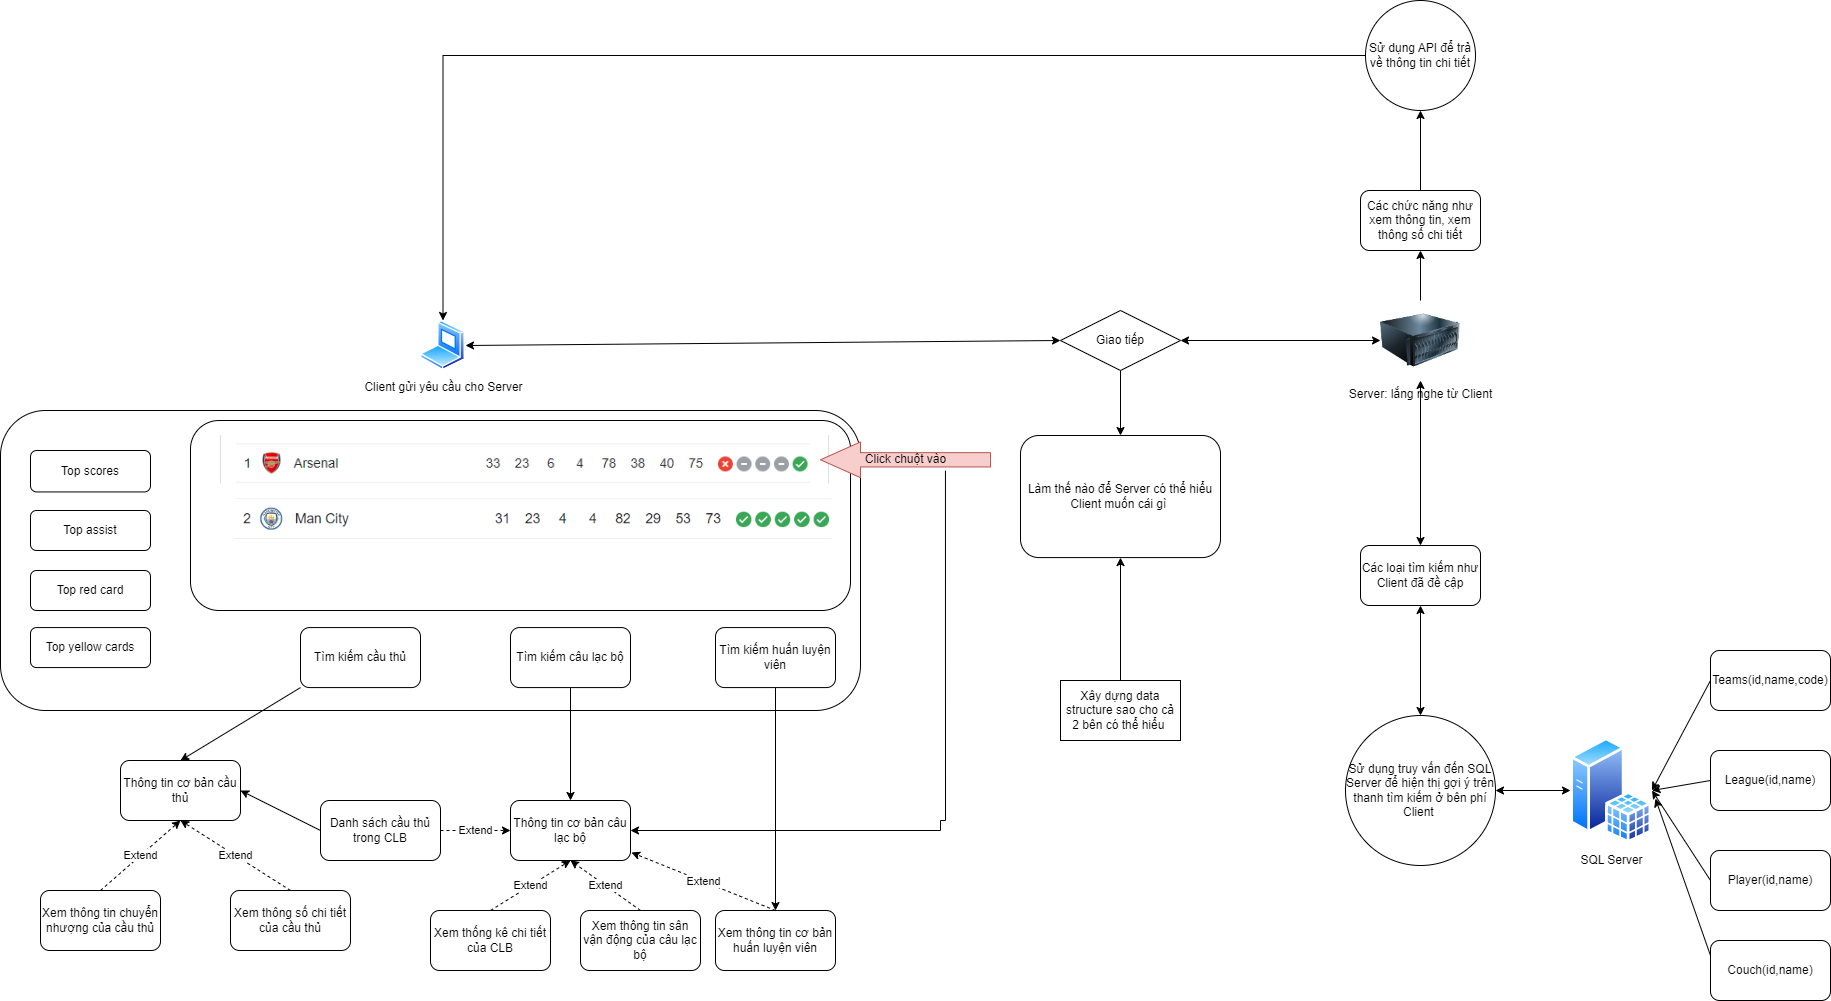 Sử dụng API để trả
về thông tin chi tiết
Các chức năng như
xem thông tin, xem
thông số chi tiết
Giao tiếp
Client gửi yêu cầu cho Server
Server: lắng nghe từ Client
Top scores
Top assist
Top red card
Top yellow cards
1 Arsenal 33 23 6 4 78 38 40 75
2 Man City 31 23 4 4 82 29 53 73
Click chuột vào
Làm thế nào để Server có thể hiểu
Client muốn cái gì
Các loại tìm kiếm như
Client đã đề cập
Tìm kiếm cầu thủ
Tìm kiếm câu lạc bộ
Tìm kiếm huấn luyện
viên
Xây dựng data
structure sao cho cả
2 bên có thể hiểu
Teams(id,name,code)
League(id,name)
Player(id,name)
Couch(id,name)
Sử dụng truy vấn đến SQL
Server để hiện thị gợi ý trên
thanh tìm kiếm ở bên phí
Client
SQL Server
Thông tin cơ bản cầu
thủ
Danh sách cầu thủ
trong CLB
Extend
Thông tin cơ bản câu
lạc bộ
Extend
Extend
Extend
Extend
Extend
Xem thông tin chuyển
nhượng của cầu thủ
Xem thông số chi tiết
của cầu thủ
Xem thống kê chi tiết
của CLB
Xem thông tin sân
vận động của câu lạc
bộ
Xem thông tin cơ bản
huấn luyện viên